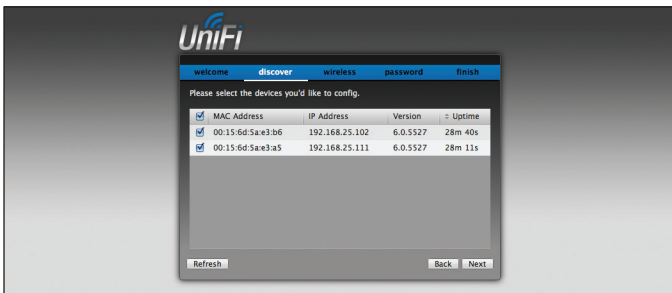 UniFi
welcome discover wireless password finish
Please select the devices you'd like to config.
MAC Address IP Address Version Uptime
00:15:6d:5a:e3:b6 192.168.25.102 6.0.5527 28m 40s
00:15:6d:5a:e3:a5 192.168.25.111 6.0.5527 28m 11s
Refresh Back Next